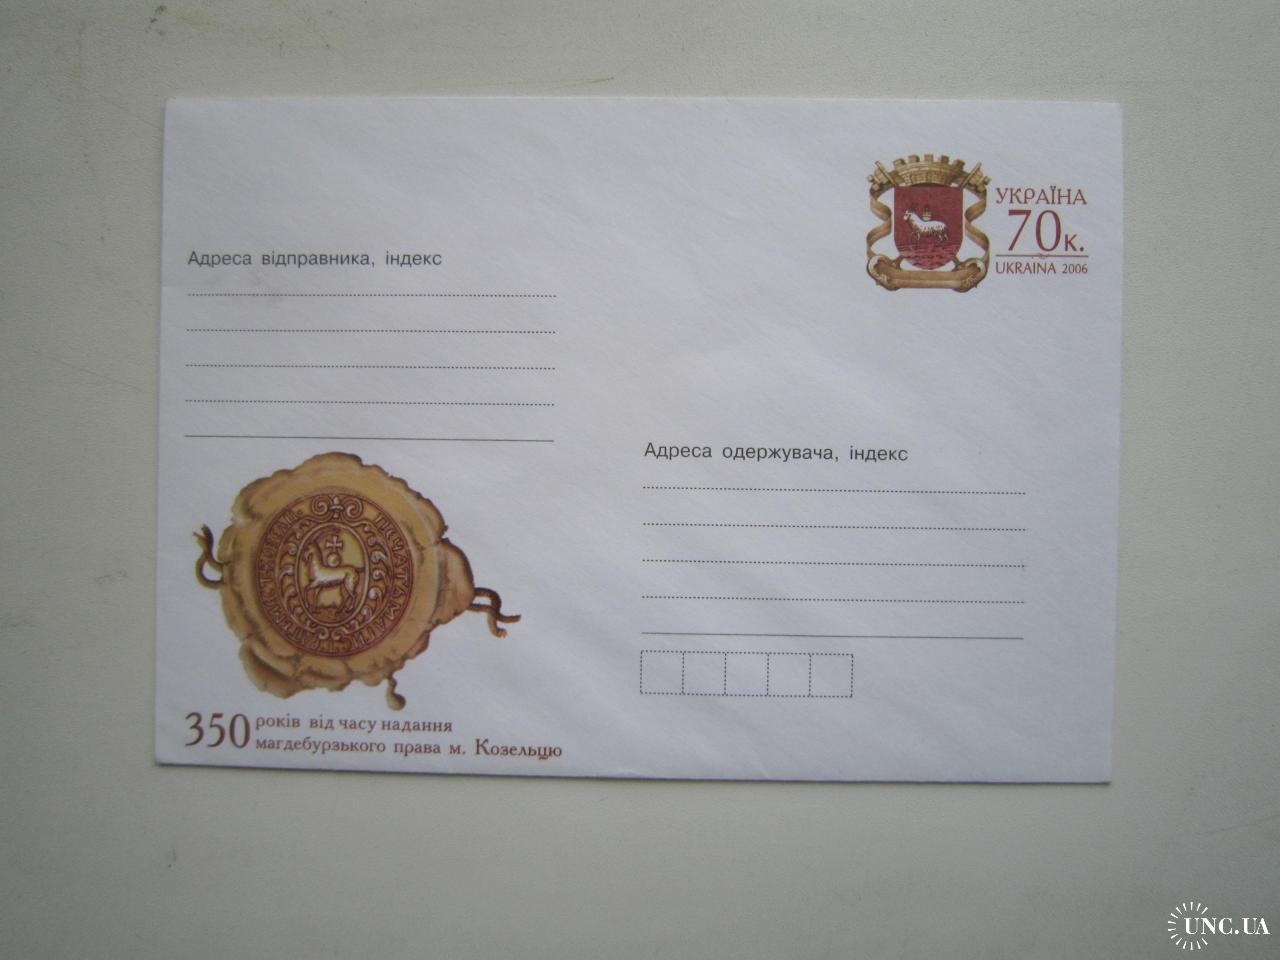 УКРАЇНА
70к.
UKRAINA 2006
Адреса відправника, індекс
Адреса одержувача, індекс
ПЕЧАТЬ
350 років від часу надання
магдебурзького права м. Козельцю
UNC.UA